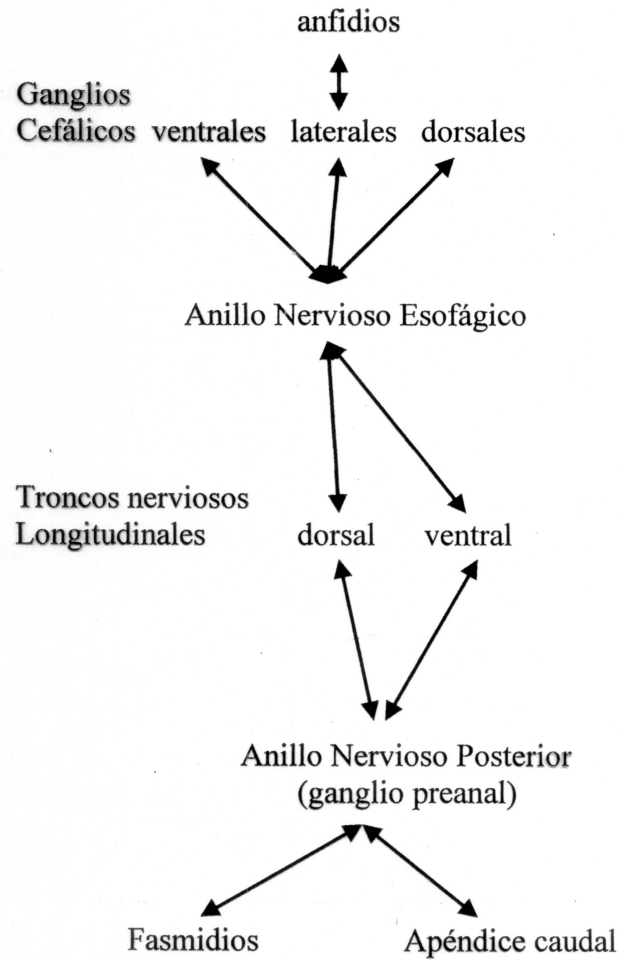 anfidios
Ganglios
Cefálicos ventrales laterales dorsales
Anillo Nervioso Esofágico
Troncos nerviosos
Longitudinales dorsal ventral
Anillo Nervioso Posterior
(ganglio preanal)
Fasmidios Apéndice caudal